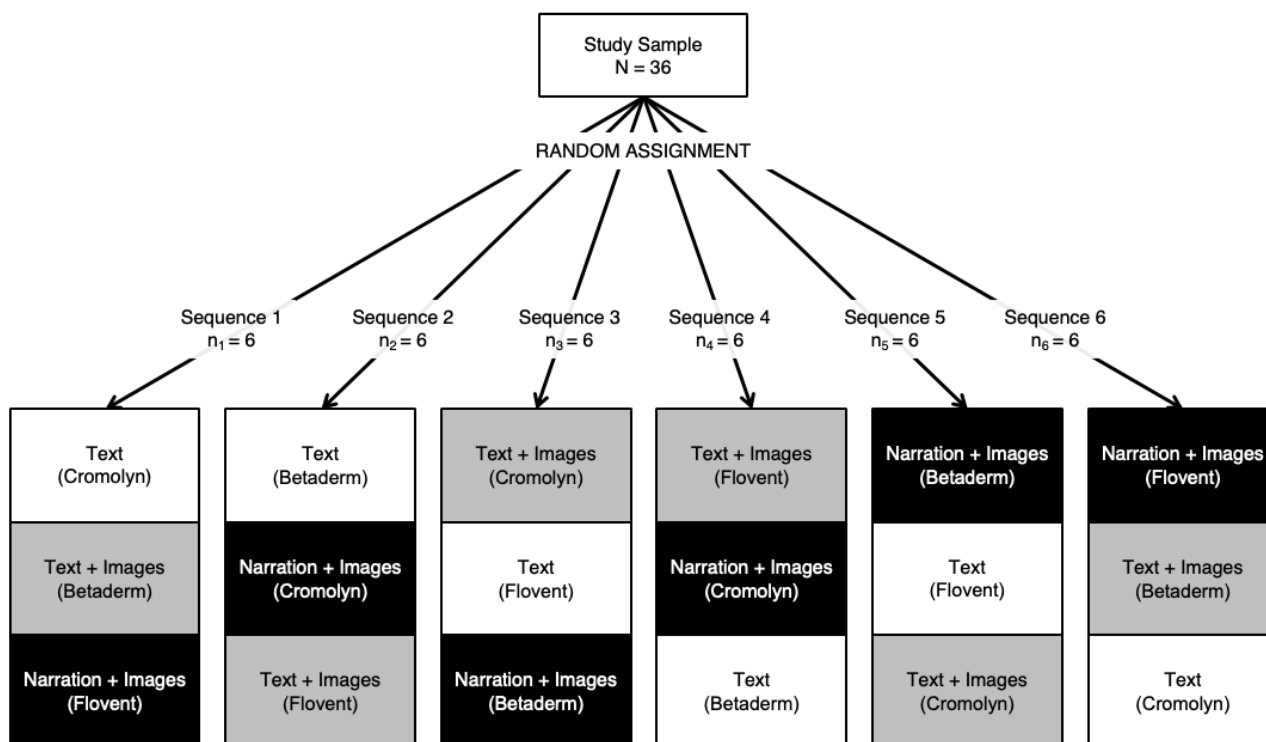 Study Sample
N = 36
RANDOM ASSIGNMENT
Sequence 1
n₁ = 6
Sequence 2
n₂ = 6
Sequence 3
n₃ = 6
Sequence 4
n₄ = 6
Sequence 5
n₅ = 6
Sequence 6
n₆ = 6
Text
(Cromolyn)
Text + Images
(Betaderm)
Narration + Images
(Flovent)
Text
(Betaderm)
Narration + Images
(Cromolyn)
Text + Images
(Flovent)
Text + Images
(Cromolyn)
Text
(Flovent)
Narration + Images
(Betaderm)
Text + Images
(Flovent)
Narration + Images
(Cromolyn)
Text
(Betaderm)
Narration + Images
(Betaderm)
Text
(Flovent)
Text + Images
(Cromolyn)
Narration + Images
(Flovent)
Text + Images
(Betaderm)
Text
(Cromolyn)